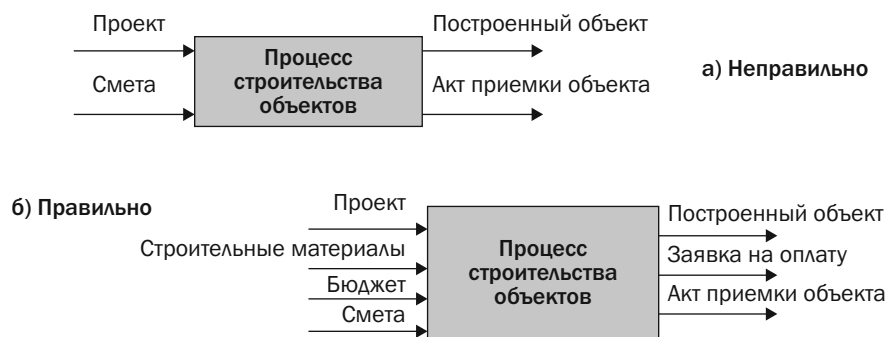 Проект
Построенный объект
Процесс
строительства
объектов
Смета
Акт приемки объекта
а) Неправильно
б) Правильно
Проект
Строительные материалы
Бюджет
Смета
Процесс
строительства
объектов
Построенный объект
Заявка на оплату
Акт приемки объекта